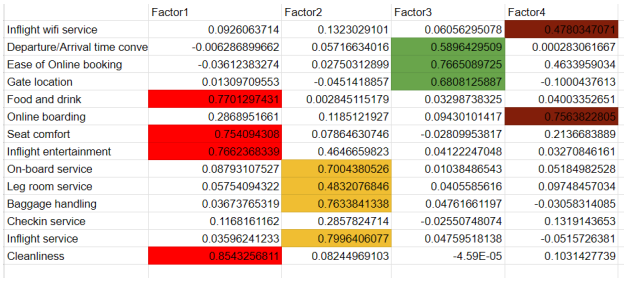 Factor1 Factor2 Factor3 Factor4
Inflight wifi service 0.0926063714 0.1323029101 0.06056295078 0.4780347071
Departure/Arrival time conve -0.006286899662 0.05716634016 0.5896429509 0.000283061667
Ease of Online booking -0.03612383274 0.02750312899 0.7665089725 0.4633959034
Gate location 0.01309709553 -0.0451418857 0.6808125887 -0.1000437613
Food and drink 0.7701297431 0.002845115179 0.03298738325 0.04003352651
Online boarding 0.2868951661 0.1185121927 0.09430101417 0.7563822805
Seat comfort 0.754094308 0.07864630746 -0.02809953817 0.2136683889
Inflight entertainment 0.7662368339 0.4646659823 0.04122247048 0.03270846161
On-board service 0.08793107527 0.7004380526 0.01038486543 0.05184982528
Leg room service 0.05754094322 0.4832076846 0.0405585616 0.09748457034
Baggage handling 0.03673765319 0.7633841338 0.04761661197 -0.03058314085
Checkin service 0.1168161162 0.2857824714 -0.02550748074 0.1319143653
Inflight service 0.03596241233 0.7996406077 0.04759518138 -0.0515726381
Cleanliness 0.8543256811 0.08244969103 -4.59E-05 0.1031427739